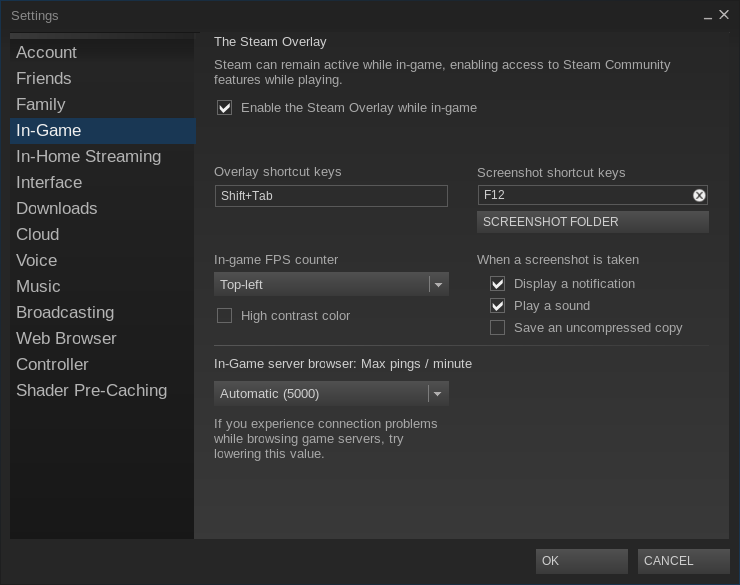 Settings
Account
Friends
Family
In-Game
In-Home Streaming
Interface
Downloads
Cloud
Voice
Music
Broadcasting
Web Browser
Controller
Shader Pre-Caching
The Steam Overlay
Steam can remain active while in-game, enabling access to Steam Community
features while playing.
Enable the Steam Overlay while in-game
Overlay shortcut keys
Shift+Tab
Screenshot shortcut keys
F12
SCREENSHOT FOLDER
In-game FPS counter
Top-left
High contrast color
When a screenshot is taken
Display a notification
Play a sound
Save an uncompressed copy
In-Game server browser: Max pings / minute
Automatic (5000)
If you experience connection problems
while browsing game servers, try
lowering this value.
OK
CANCEL